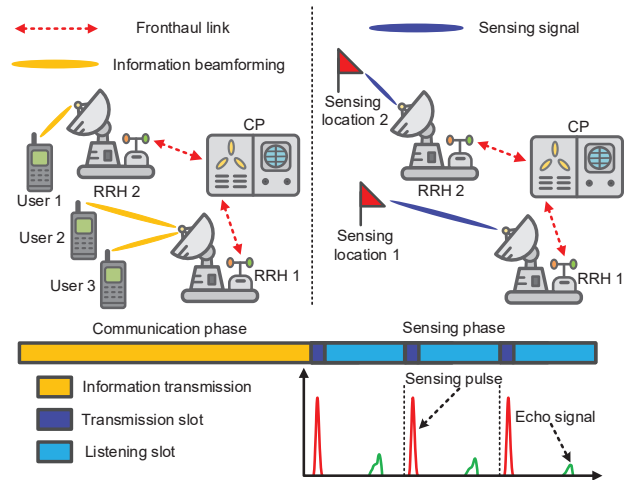 Fronthaul link
Information beamforming
Sensing signal
CP
User 1
RRH 2
User 2
User 3
RRH 1
Sensing
location 2
CP
RRH 2
Sensing
location 1
RRH 1
Communication phase
Sensing phase
Information transmission
Transmission slot
Listening slot
Sensing pulse
Echo signal